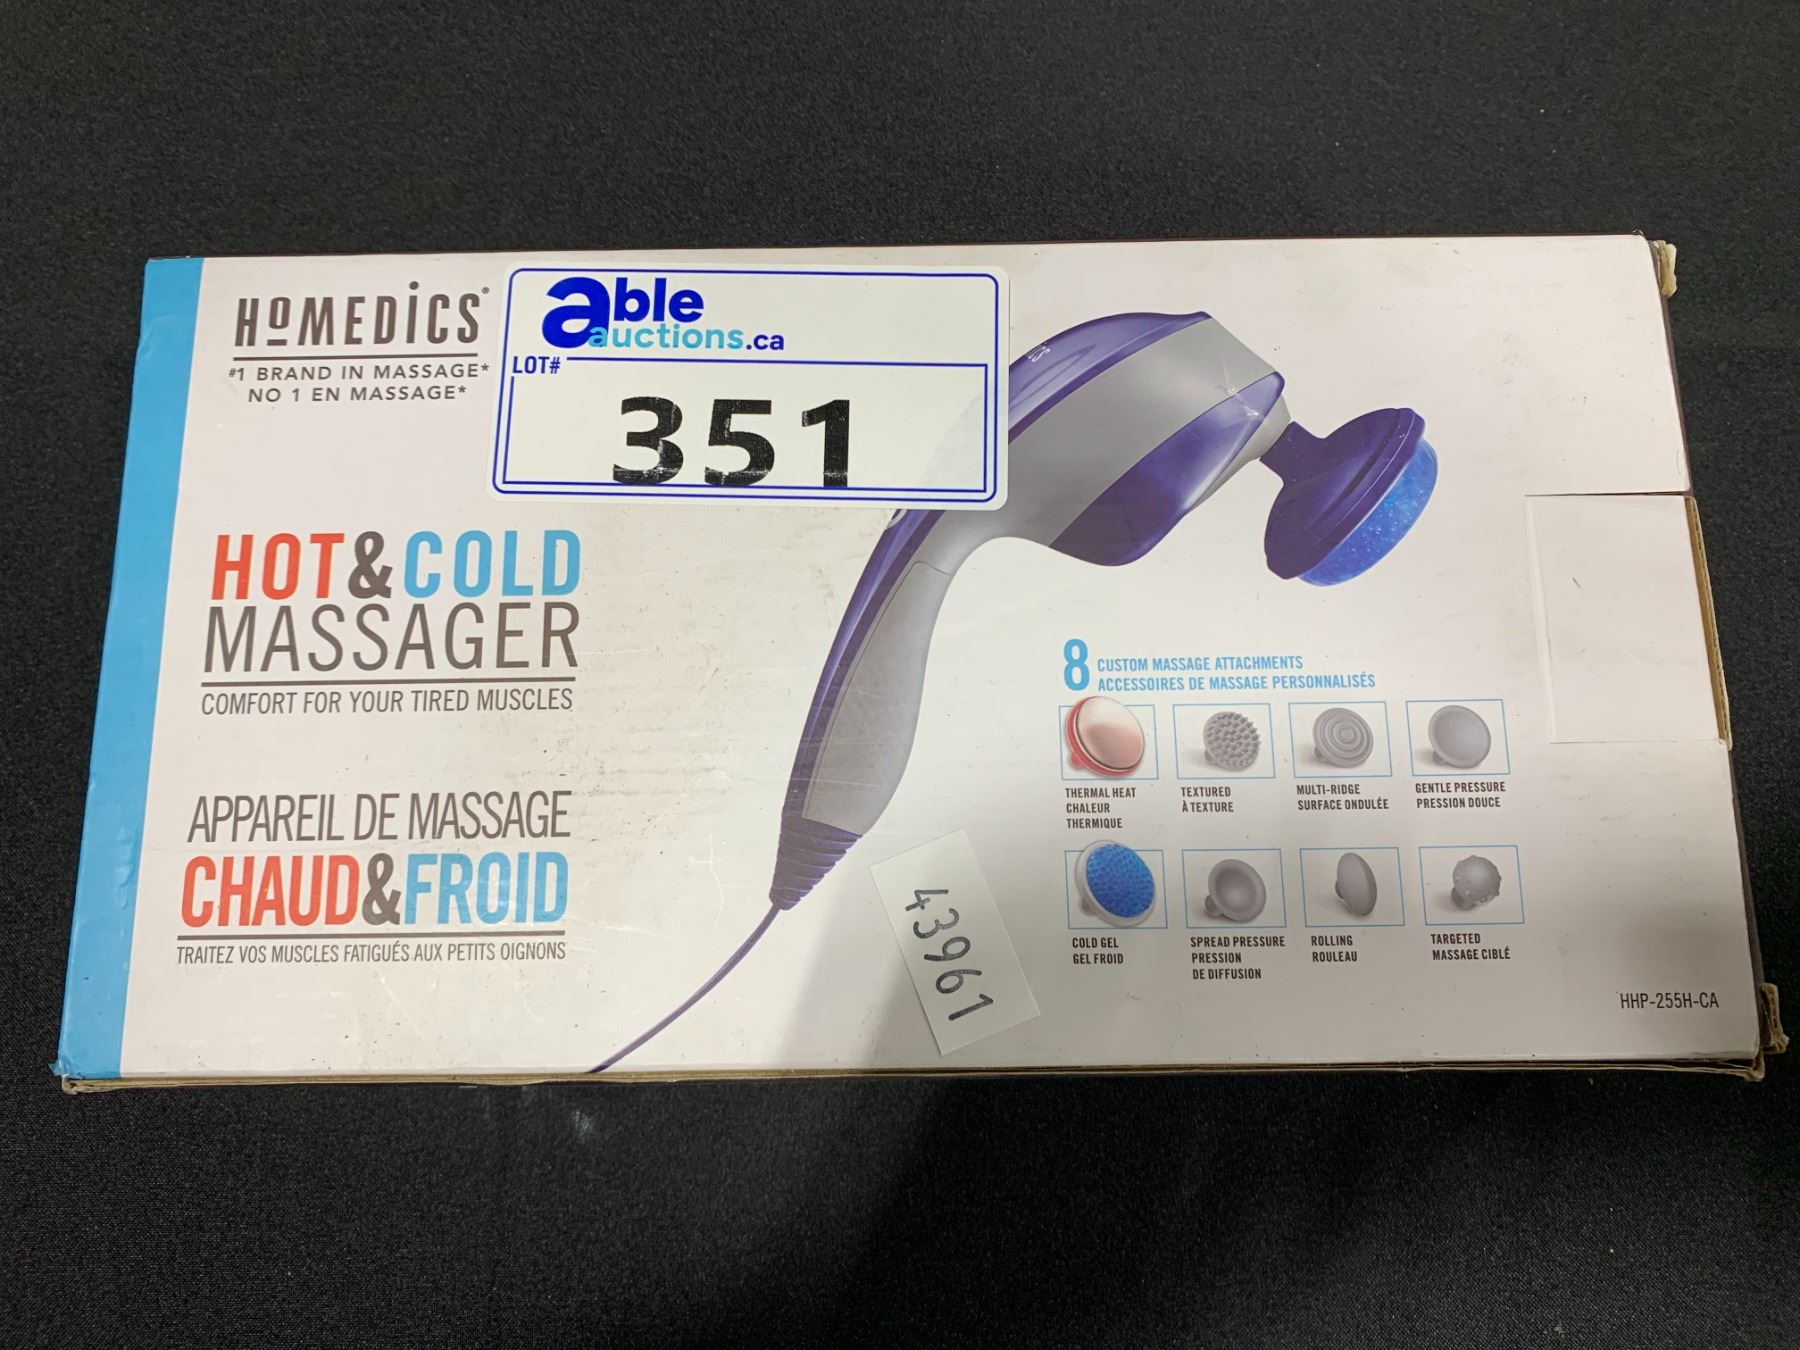 HoMEDiCS®
#1 BRAND IN MASSAGE*
NO 1 EN MASSAGE*
able
auctions.ca
LOT#
351
HOT&COLD
MASSAGER
COMFORT FOR YOUR TIRED MUSCLES
APPAREIL DE MASSAGE
CHAUD&FROID
TRAITEZ VOS MUSCLES FATIGUÉS AUX PETITS OIGNONS
8 CUSTOM MASSAGE ATTACHMENTS
ACCESSOIRES DE MASSAGE PERSONNALISÉS
THERMAL HEAT
CHALEUR
THERMIQUE
TEXTURED
À TEXTURE
MULTI-RIDGE
SURFACE ONDULÉE
GENTLE PRESSURE
PRESSION DOUCE
COLD GEL
GEL FROID
SPREAD PRESSURE
PRESSION
DE DIFFUSION
ROLLING
ROULEAU
TARGETED
MASSAGE CIBLÉ
43961
HHP-255H-CA